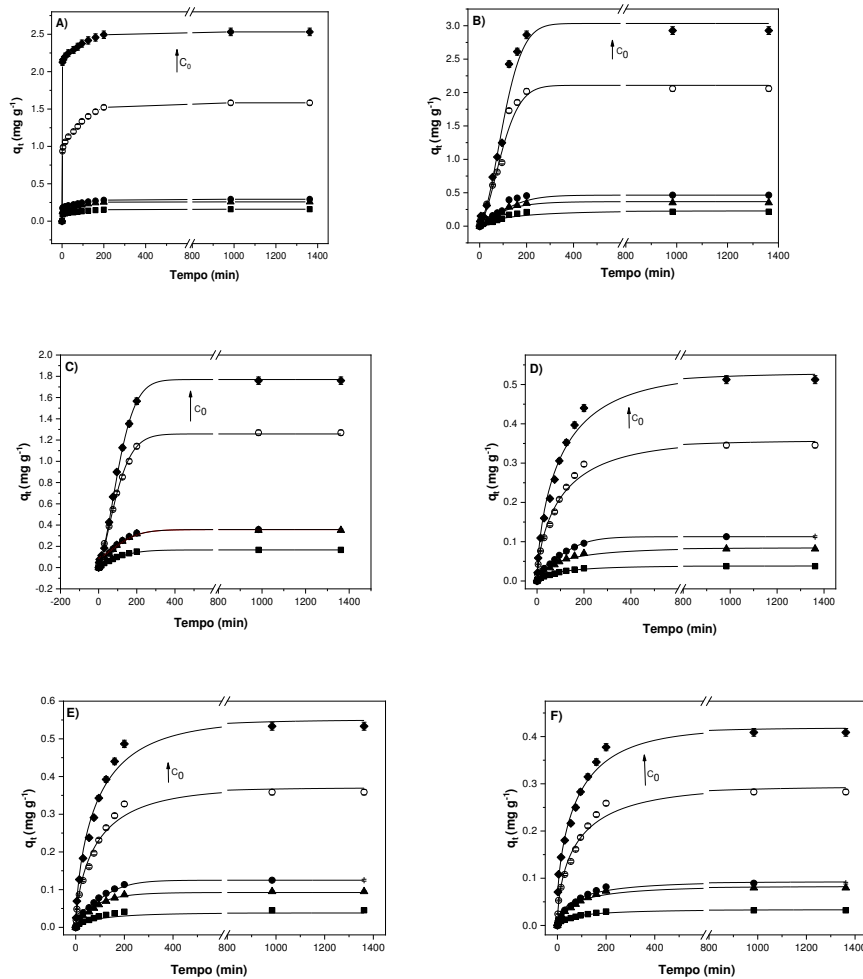 A)
3.0
2.5
2.0
1.5
1.0
0.5
0.0
q_t (mg g^-1)
C_0
0 200 400 600 800 1000 1200 1400
Tempo (min)
B)
3.0
2.5
2.0
1.5
1.0
0.5
0.0
q_t (mg g^-1)
C_0
0 200 400 800 1000 1200 1400
Tempo (min)
C)
2.0
1.8
1.6
1.4
1.2
1.0
0.8
0.6
0.4
0.2
0.0
-0.2
q_t (mg g^-1)
C_0
-200 0 200 400 800 1000 1200 1400
Tempo (min)
D)
0.5
0.4
0.3
0.2
0.1
0.0
q_t (mg g^-1)
C_0
0 200 400 600 800 1000 1200 1400
Tempo (min)
E)
0.6
0.5
0.4
0.3
0.2
0.1
0.0
q_t (mg g^-1)
C_0
0 200 400 600 800 1000 1200 1400
Tempo (min)
F)
0.4
0.3
0.2
0.1
0.0
q_t (mg g^-1)
C_0
0 200 400 600 800 1000 1200 1400
Tempo (min)